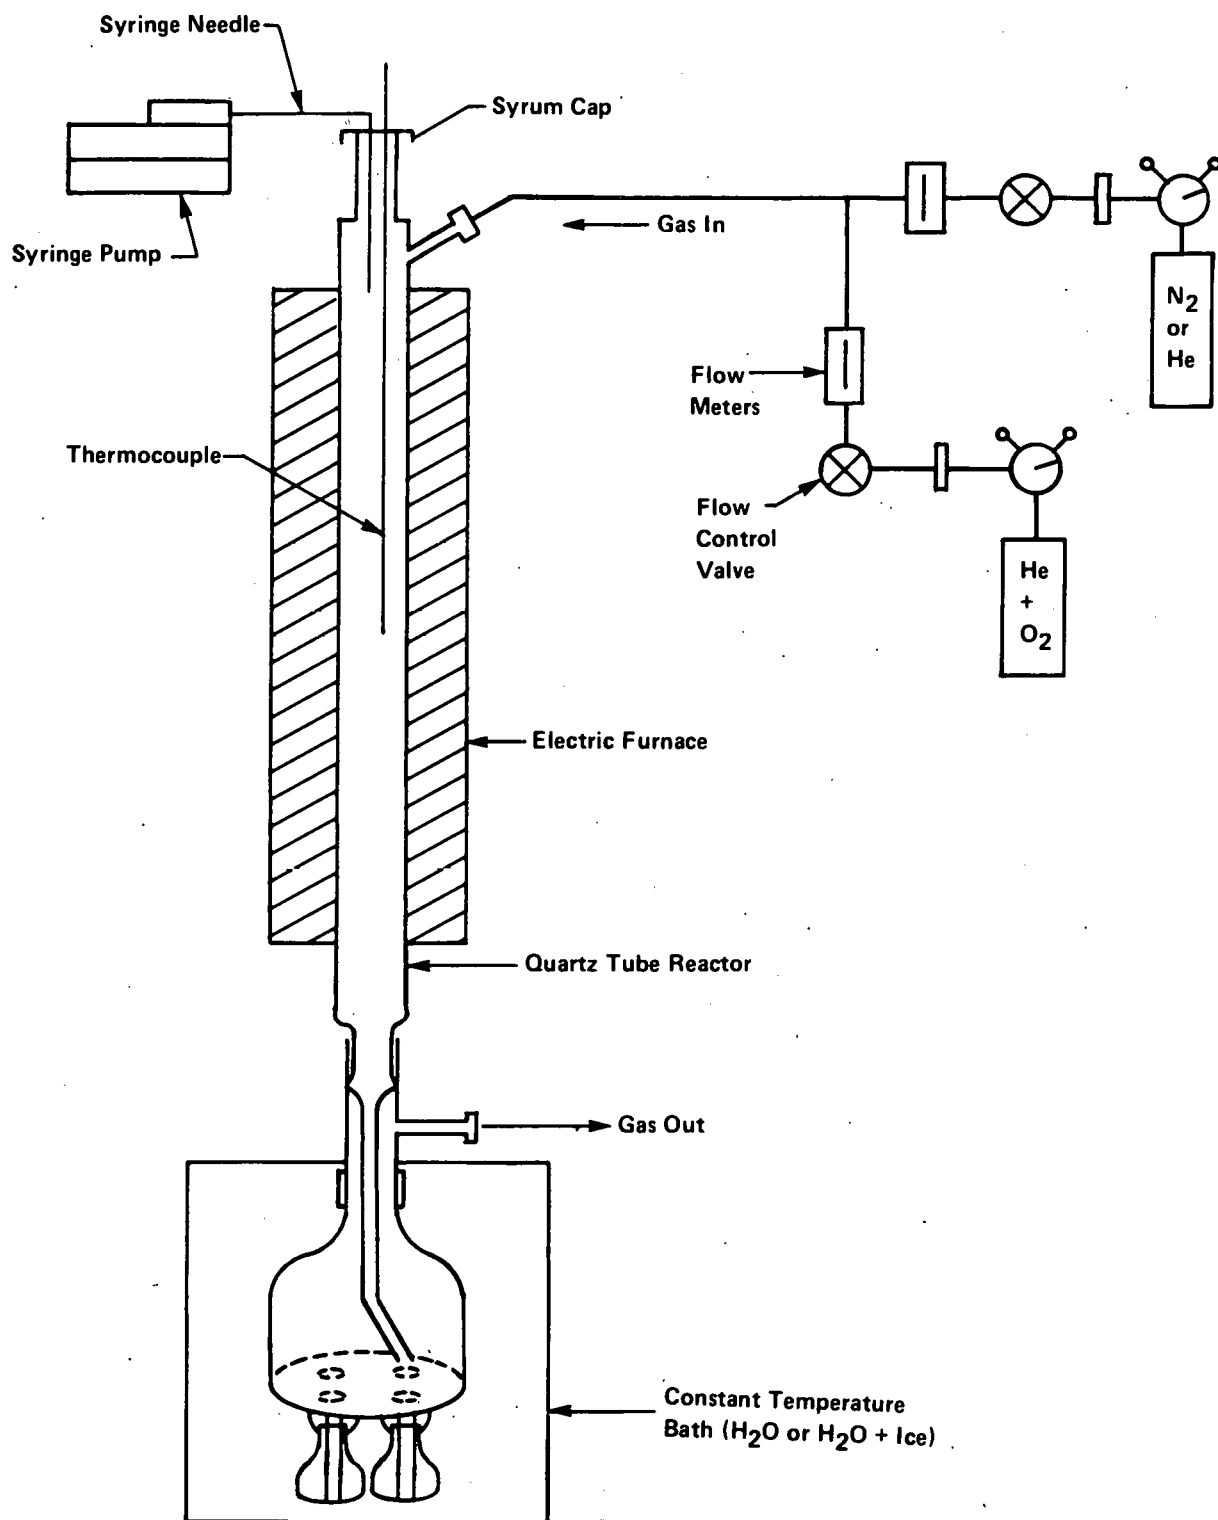 Syringe Needle
Syrum Cap
Syringe Pump
Gas In
N2
or
He
Flow
Meters
Thermocouple
Flow
Control
Valve
He
+
O2
Electric Furnace
Quartz Tube Reactor
Gas Out
Constant Temperature
Bath (H2O or H2O + Ice)